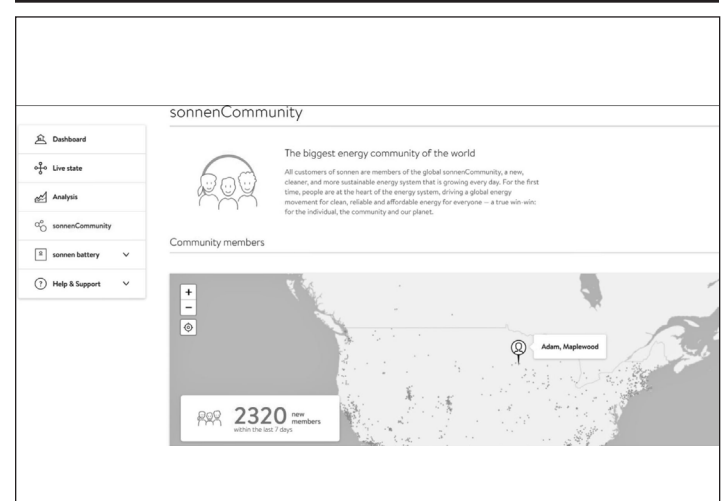 sonnenCommunity
Dashboard
Live state
Analysis
sonnenCommunity
sonnen battery
Help & Support
The biggest energy community of the world
All customers of sonnen are members of the global sonnenCommunity, a new,
cleaner, and more sustainable energy system that is growing every day. For the first
time, people are at the heart of the energy system, driving a global energy
movement for clean, reliable and affordable energy for everyone – a true win-win:
for the individual, the community and our planet.
Community members
+
−
Adam, Maplewood
2320 new
members
within the last 7 days